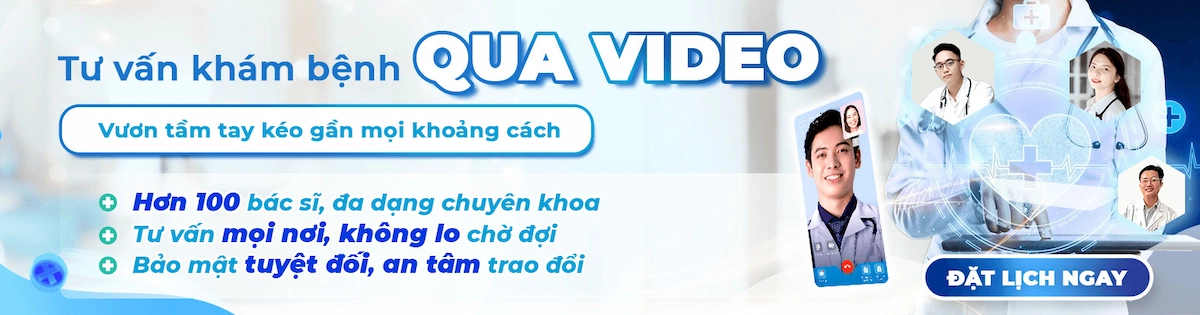 Tư vấn khám bệnh QUA VIDEO
Vươn tầm tay kéo gần mọi khoảng cách
Hơn 100 bác sĩ, đa dạng chuyên khoa
Tư vấn mọi nơi, không lo chờ đợi
Bảo mật tuyệt đối, an tâm trao đổi
ĐẶT LỊCH NGAY